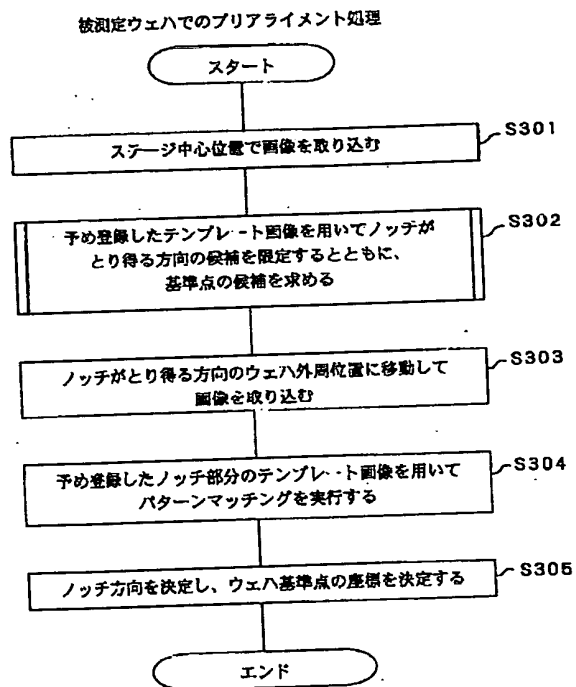 被測定ウェハでのプリアライメント処理
スタート
S301
ステージ中心位置で画像を取り込む
S302
予め登録したテンプレート画像を用いてノッチが
とり得る方向の候補を限定するとともに、
基準点の候補を求める
S303
ノッチがとり得る方向のウェハ外周位置に移動して
画像を取り込む
S304
予め登録したノッチ部分のテンプレート画像を用いて
パターンマッチングを実行する
S305
ノッチ方向を決定し、ウェハ基準点の座標を決定する
エンド